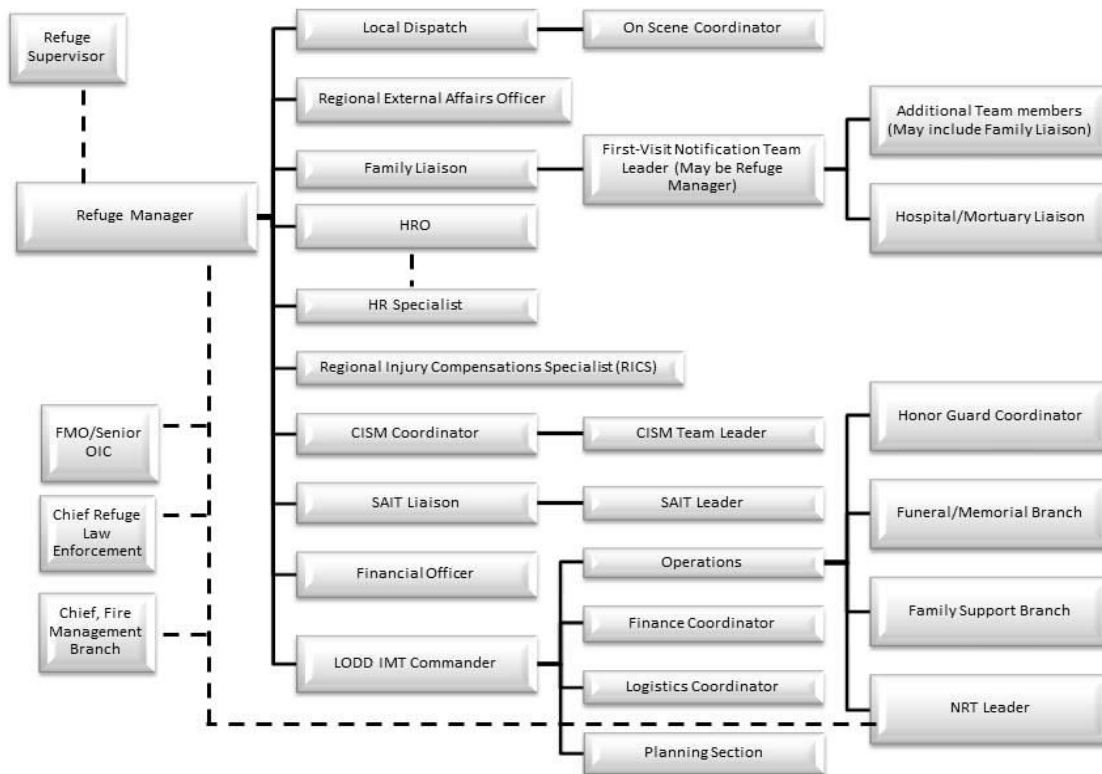 Refuge
Supervisor
Refuge Manager
FMO/Senior
OIC
Chief Refuge
Law
Enforcement
Chief, Fire
Management
Branch
Local Dispatch
On Scene Coordinator
Regional External Affairs Officer
Family Liaison
First-Visit Notification Team
Leader (May be Refuge
Manager)
Additional Team members
(May include Family Liaison)
Hospital/Mortuary Liaison
HRO
HR Specialist
Regional Injury Compensations Specialist (RICS)
CISM Coordinator
CISM Team Leader
SAIT Liaison
SAIT Leader
Financial Officer
LODD IMT Commander
Operations
Finance Coordinator
Logistics Coordinator
Planning Section
Honor Guard Coordinator
Funeral/Memorial Branch
Family Support Branch
NRT Leader